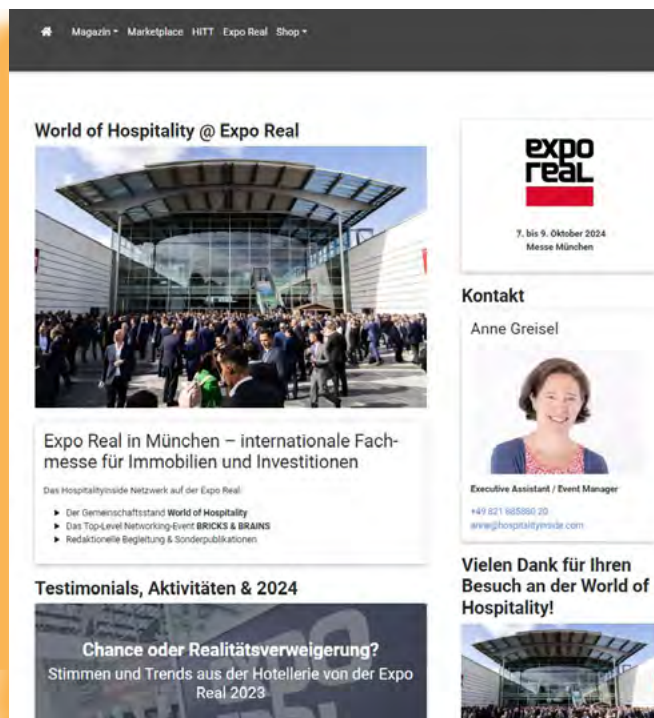 Magazin Marketplace HITT Expo Real Shop
World of Hospitality @ Expo Real
Expo Real in München – internationale Fach-
messe für Immobilien und Investitionen
Das HospitalityInside Netzwerk auf der Expo Real:
Der Gemeinschaftsstand World of Hospitality
Das Top-Level Networking-Event BRICKS & BRAINS
Redaktionelle Begleitung & Sonderpublikationen
Testimonials, Aktivitäten & 2024
Chance oder Realitätsverweigerung?
Stimmen und Trends aus der Hotellerie von der Expo
Real 2023
expo
real
7. bis 9. Oktober 2024
Messe München
Kontakt
Anne Greisel
Executive Assistant / Event Manager
+49 821 885880 20
anne@hospitalityinside.com
Vielen Dank für Ihren
Besuch an der World of
Hospitality!